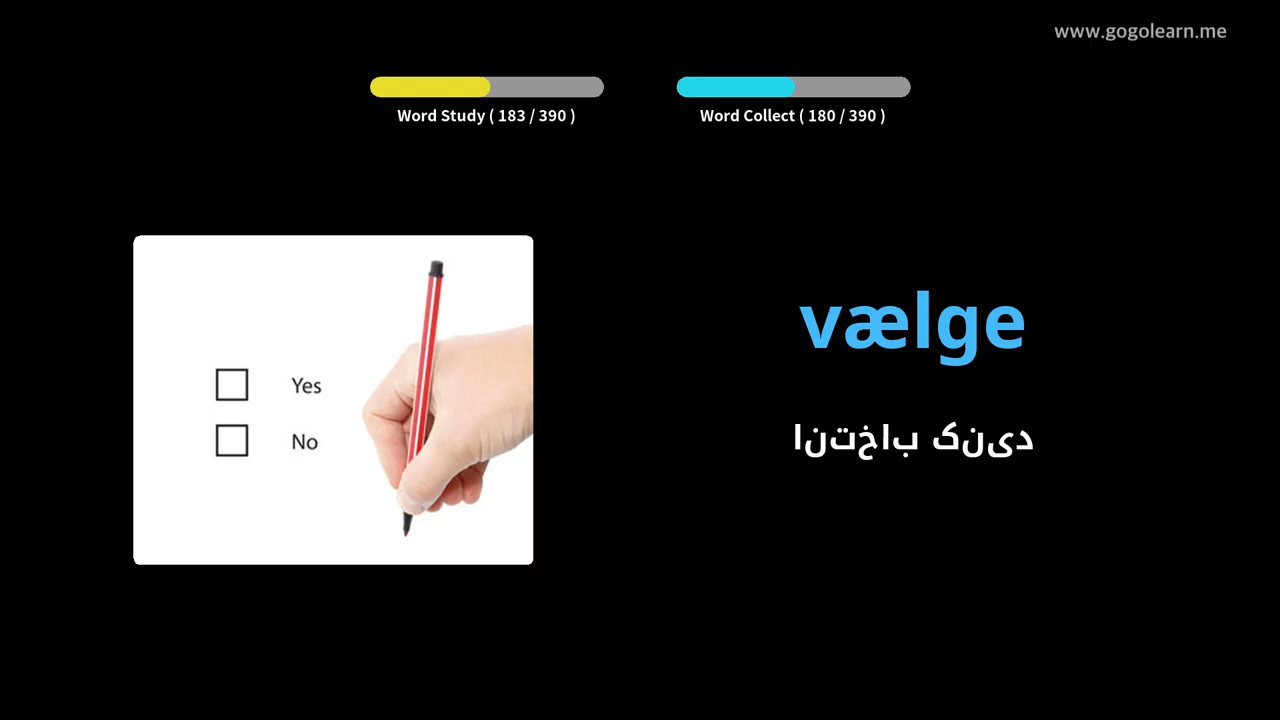 www.gogolearn.me
Word Study ( 183 / 390 )
Word Collect ( 180 / 390 )
Yes
No
vælge
انتخاب کنید